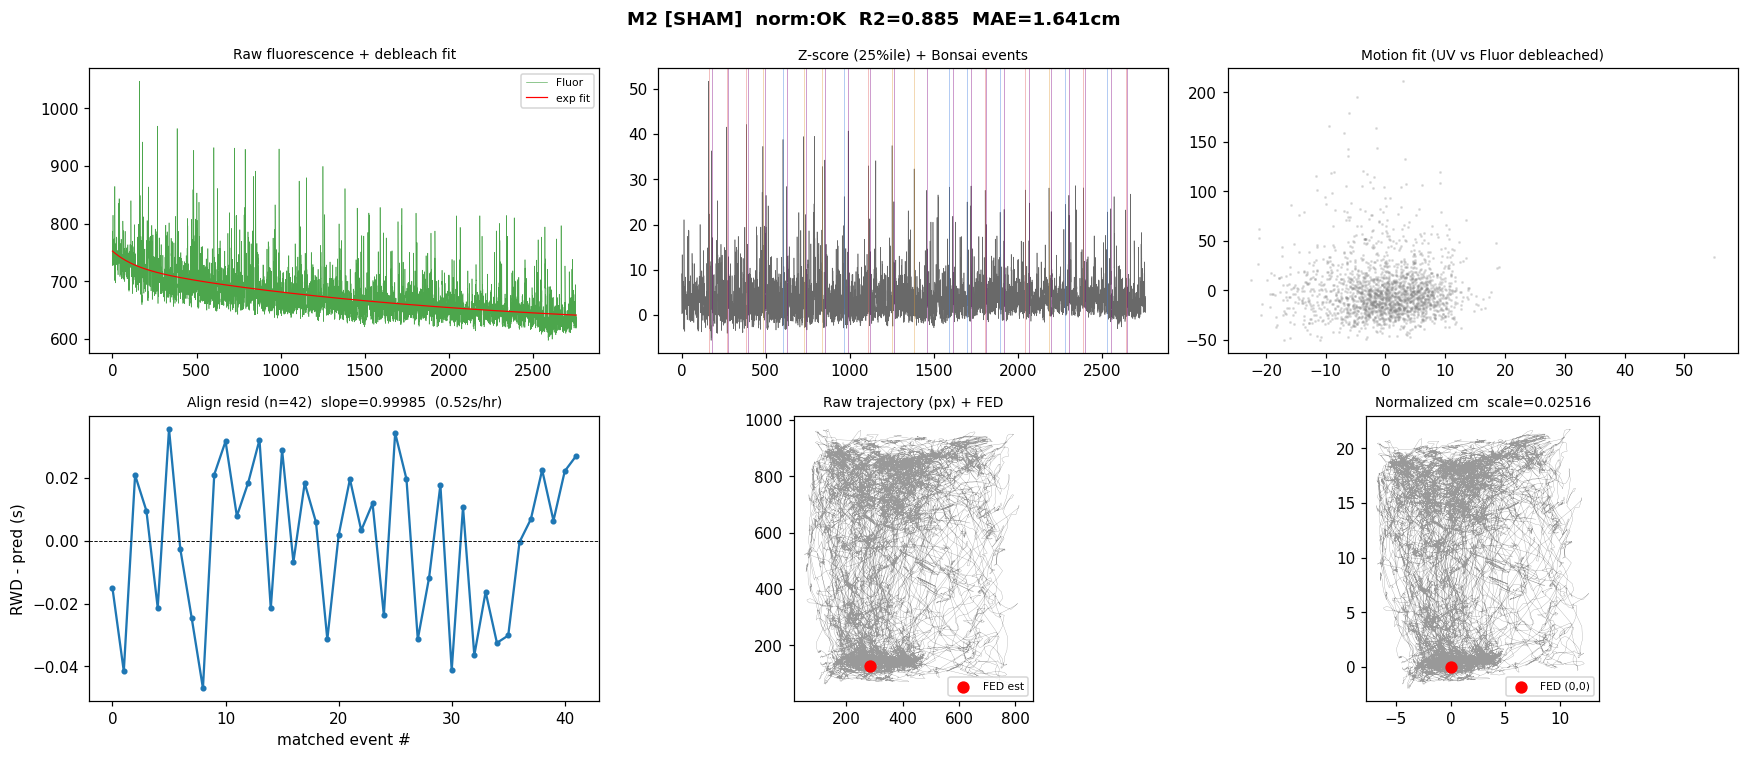 M2 [SHAM]  norm:OK  R2=0.885  MAE=1.641cm
Raw fluorescence + debleach fit
Fluor
exp fit
1000
900
800
700
600
0 500 1000 1500 2000 2500
Z-score (25%ile) + Bonsai events
50
40
30
20
10
0
0 500 1000 1500 2000 2500
Motion fit (UV vs Fluor debleached)
200
150
100
50
0
−50
−20 −10 0 10 20 30 40 50
Align resid (n=42)  slope=0.99985  (0.52s/hr)
RWD - pred (s)
0.02
0.00
−0.02
−0.04
0 10 20 30 40
matched event #
Raw trajectory (px) + FED
1000
800
600
400
200
FED est
200 400 600 800
Normalized cm  scale=0.02516
20
15
10
5
0
FED (0,0)
−5 0 5 10